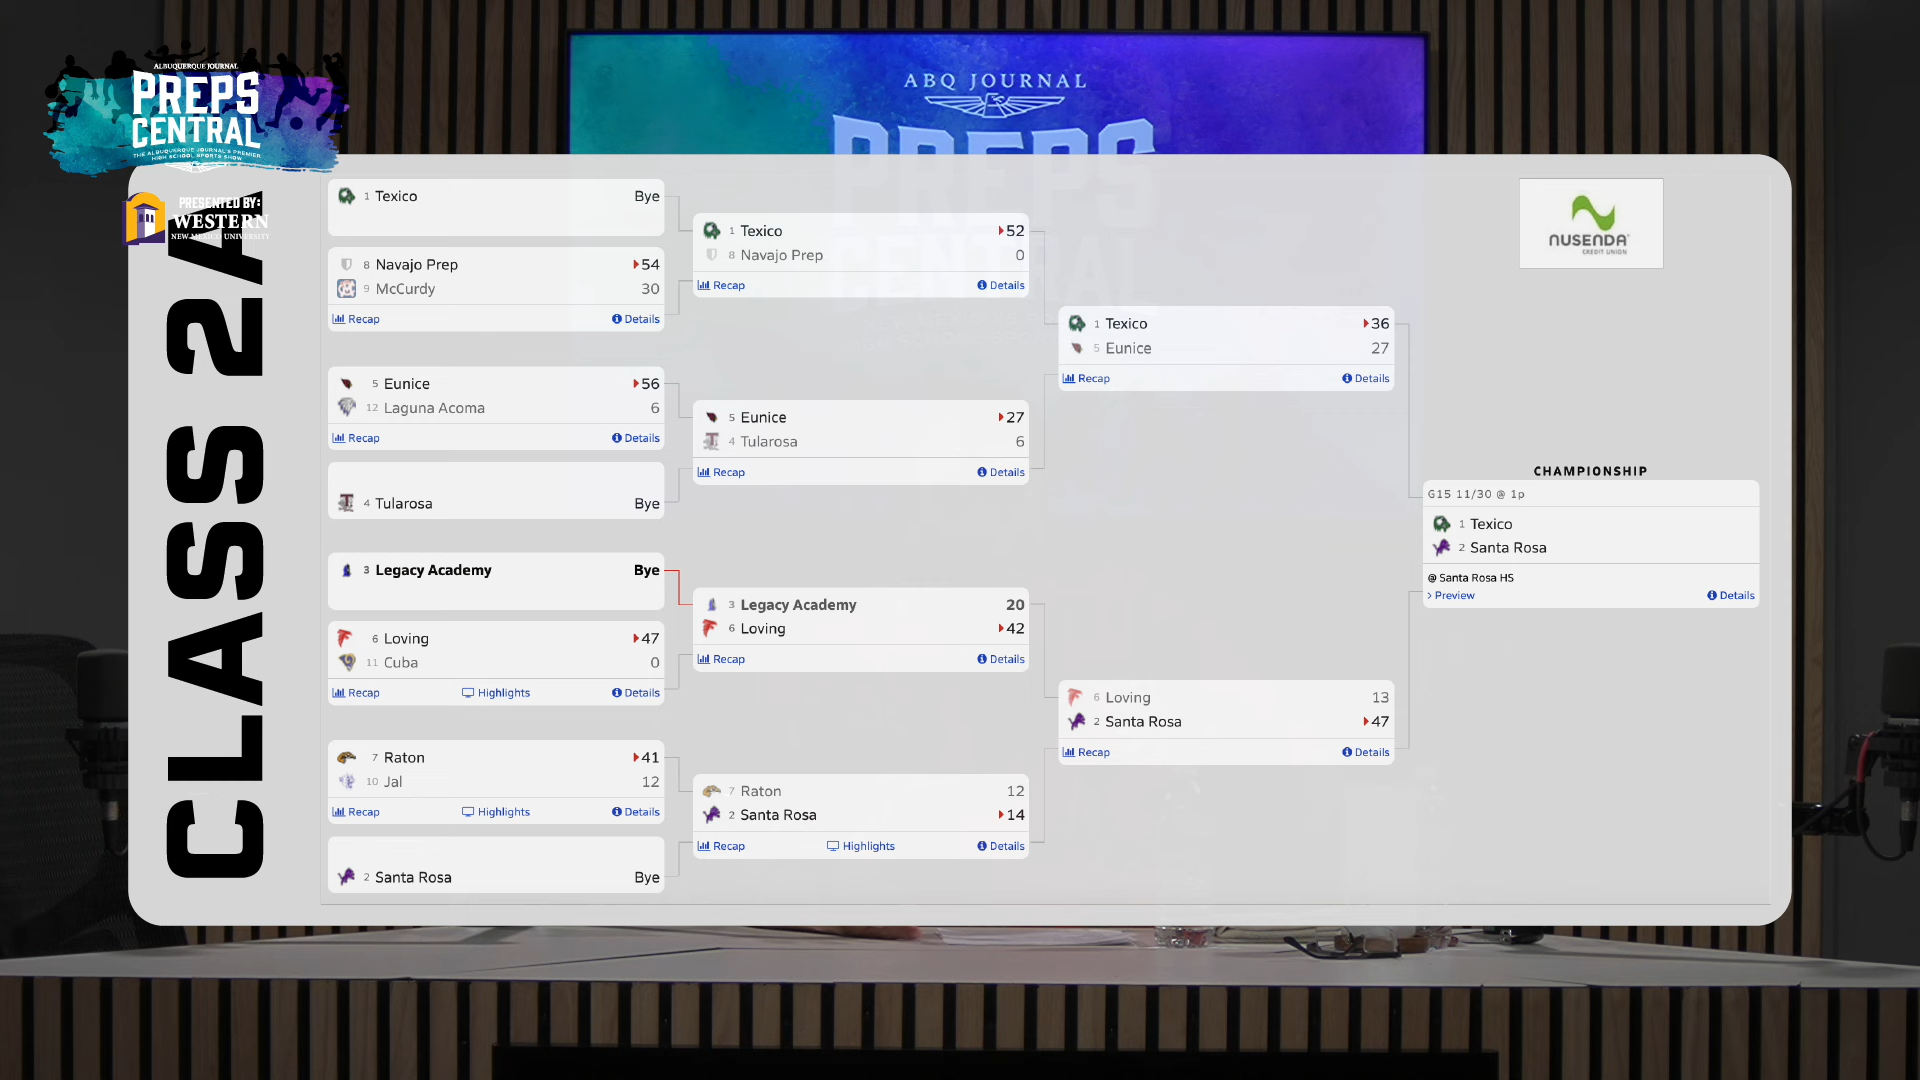 ALBUQUERQUE JOURNAL
PREPS
CENTRAL
THE ALBUQUERQUE JOURNAL'S PREMIER
HIGH SCHOOL SPORTS SHOW
PRESENTED BY:
WESTERN
NEW MEXICO UNIVERSITY
ABQ JOURNAL
PREPS
CENTRAL
CLASS 2A
NUSENDA
CREDIT UNION
1 Texico Bye
8 Navajo Prep 54
9 McCurdy 30
Recap Details
5 Eunice 56
12 Laguna Acoma 6
Recap Details
4 Tularosa Bye
3 Legacy Academy Bye
6 Loving 47
11 Cuba 0
Recap Highlights Details
7 Raton 41
10 Jal 12
Recap Highlights Details
2 Santa Rosa Bye
1 Texico 52
8 Navajo Prep 0
Recap Details
5 Eunice 27
4 Tularosa 6
Recap Details
3 Legacy Academy 20
6 Loving 42
Recap Details
7 Raton 12
2 Santa Rosa 14
Recap Highlights Details
1 Texico 36
5 Eunice 27
Recap Details
6 Loving 13
2 Santa Rosa 47
Recap Details
CHAMPIONSHIP
G15 11/30 @ 1p
1 Texico
2 Santa Rosa
@ Santa Rosa HS
> Preview Details